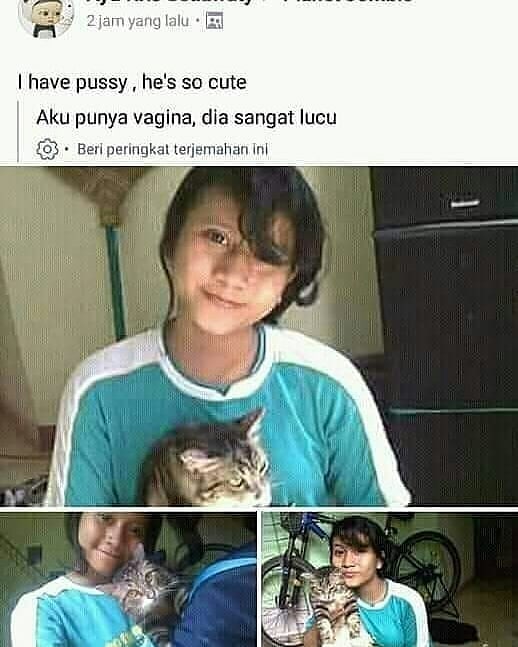 2 jam yang lalu •
I have pussy , he's so cute
Aku punya vagina, dia sangat lucu
• Beri peringkat terjemahan ini